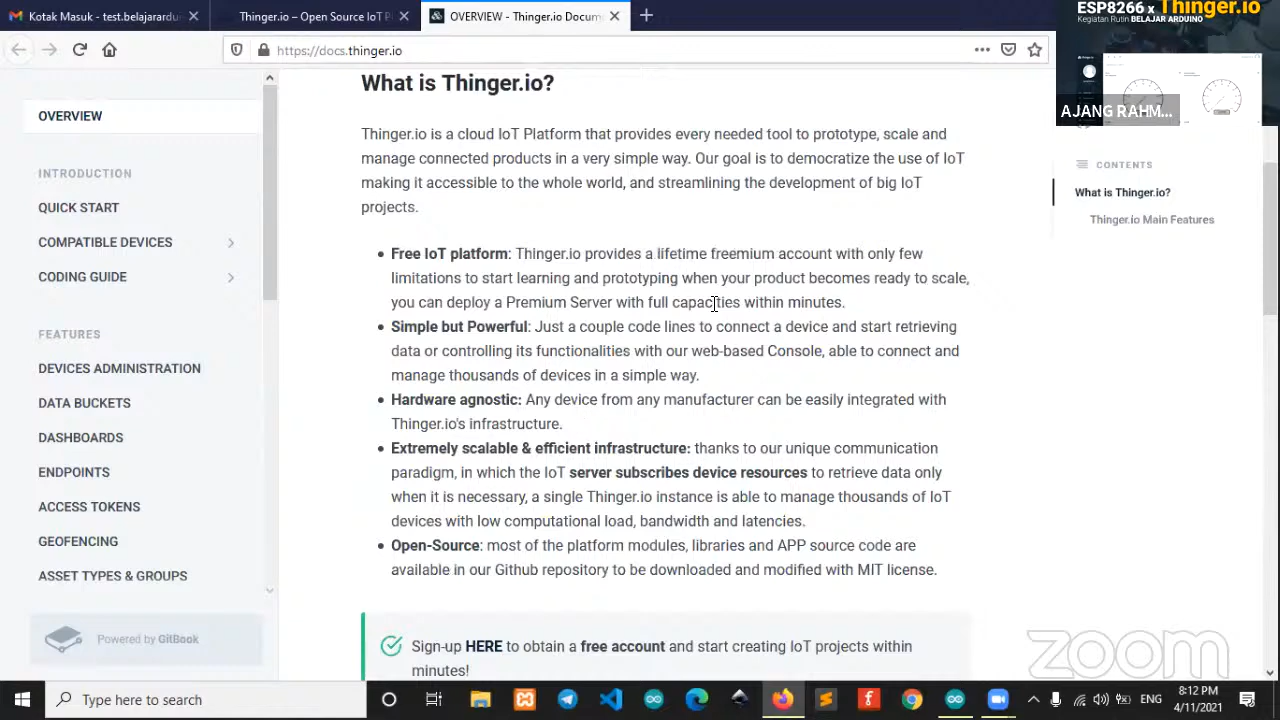 Kotak Masuk - test.belajarardu
Thinger.io – Open Source IoT P
OVERVIEW - Thinger.io Docum
ESP8266 x Thinger.io
Kegiatan Rutin BELAJAR ARDUINO
https://docs.thinger.io
AJANG RAHM...
OVERVIEW
INTRODUCTION
QUICK START
COMPATIBLE DEVICES
CODING GUIDE
FEATURES
DEVICES ADMINISTRATION
DATA BUCKETS
DASHBOARDS
ENDPOINTS
ACCESS TOKENS
GEOFENCING
ASSET TYPES & GROUPS
Powered by GitBook
What is Thinger.io?
Thinger.io is a cloud IoT Platform that provides every needed tool to prototype, scale and
manage connected products in a very simple way. Our goal is to democratize the use of IoT
making it accessible to the whole world, and streamlining the development of big IoT
projects.
Free IoT platform: Thinger.io provides a lifetime freemium account with only few
limitations to start learning and prototyping when your product becomes ready to scale,
you can deploy a Premium Server with full capacties within minutes.
Simple but Powerful: Just a couple code lines to connect a device and start retrieving
data or controlling its functionalities with our web-based Console, able to connect and
manage thousands of devices in a simple way.
Hardware agnostic: Any device from any manufacturer can be easily integrated with
Thinger.io's infrastructure.
Extremely scalable & efficient infrastructure: thanks to our unique communication
paradigm, in which the IoT server subscribes device resources to retrieve data only
when it is necessary, a single Thinger.io instance is able to manage thousands of IoT
devices with low computational load, bandwidth and latencies.
Open-Source: most of the platform modules, libraries and APP source code are
available in our Github repository to be downloaded and modified with MIT license.
Sign-up HERE to obtain a free account and start creating IoT projects within
minutes!
CONTENTS
What is Thinger.io?
Thinger.io Main Features
zoom
Type here to search
ENG
8:12 PM
4/11/2021